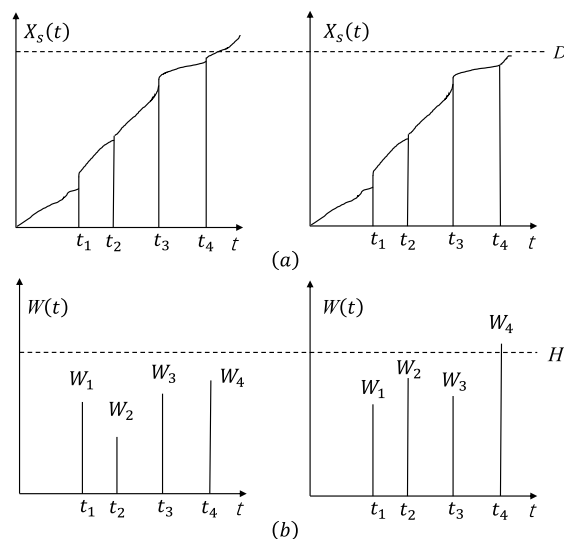 X_s(t) X_s(t)
D
t_1 t_2 t_3 t_4 t t_1 t_2 t_3 t_4 t
(a)
W(t) W(t)
W_4
H
W_1 W_2 W_3 W_4 W_1 W_2 W_3
t_1 t_2 t_3 t_4 t t_1 t_2 t_3 t_4 t
(b)